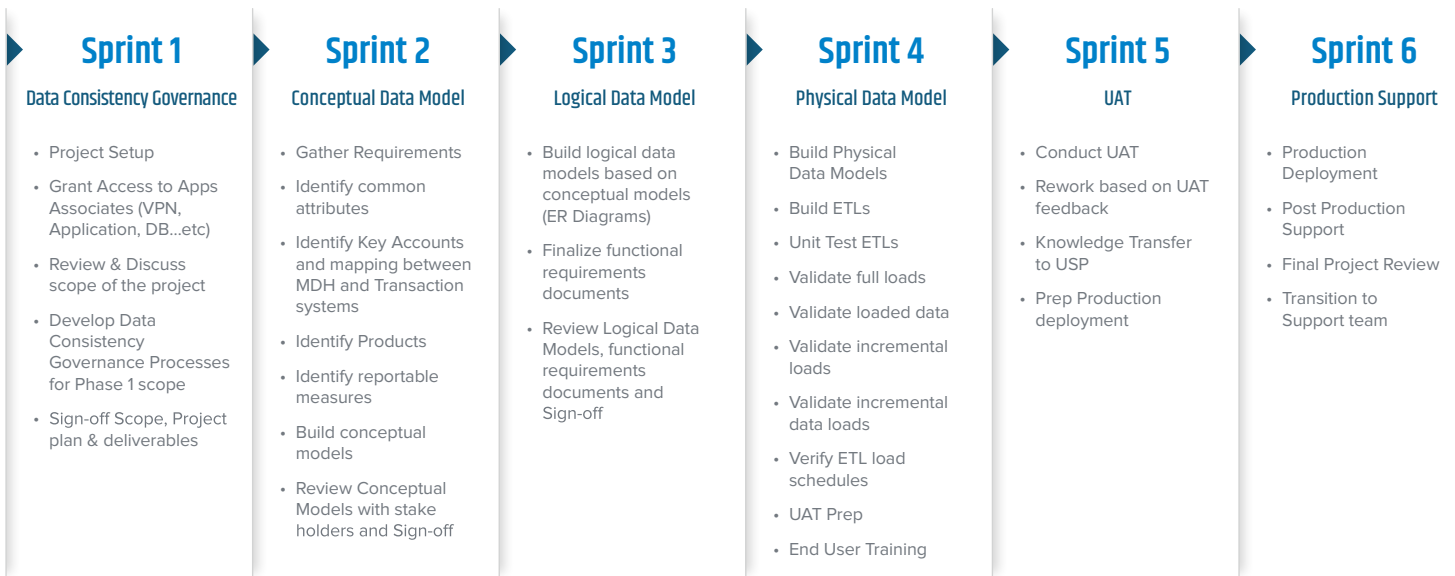 Sprint 1
Data Consistency Governance
• Project Setup
• Grant Access to Apps
Associates (VPN,
Application, DB...etc)
• Review & Discuss
scope of the project
• Develop Data
Consistency
Governance Processes
for Phase 1 scope
• Sign-off Scope, Project
plan & deliverables
Sprint 2
Conceptual Data Model
• Gather Requirements
• Identify common
attributes
• Identify Key Accounts
and mapping between
MDH and Transaction
systems
• Identify Products
• Identify reportable
measures
• Build conceptual
models
• Review Conceptual
Models with stake
holders and Sign-off
Sprint 3
Logical Data Model
• Build logical data
models based on
conceptual models
(ER Diagrams)
• Finalize functional
requirements
documents
• Review Logical Data
Models, functional
requirements
documents and
Sign-off
Sprint 4
Physical Data Model
• Build Physical
Data Models
• Build ETLs
• Unit Test ETLs
• Validate full loads
• Validate loaded data
• Validate incremental
loads
• Validate incremental
data loads
• Verify ETL load
schedules
• UAT Prep
• End User Training
Sprint 5
UAT
• Conduct UAT
• Rework based on UAT
feedback
• Knowledge Transfer
to USP
• Prep Production
deployment
Sprint 6
Production Support
• Production
Deployment
• Post Production
Support
• Final Project Review
• Transition to
Support team